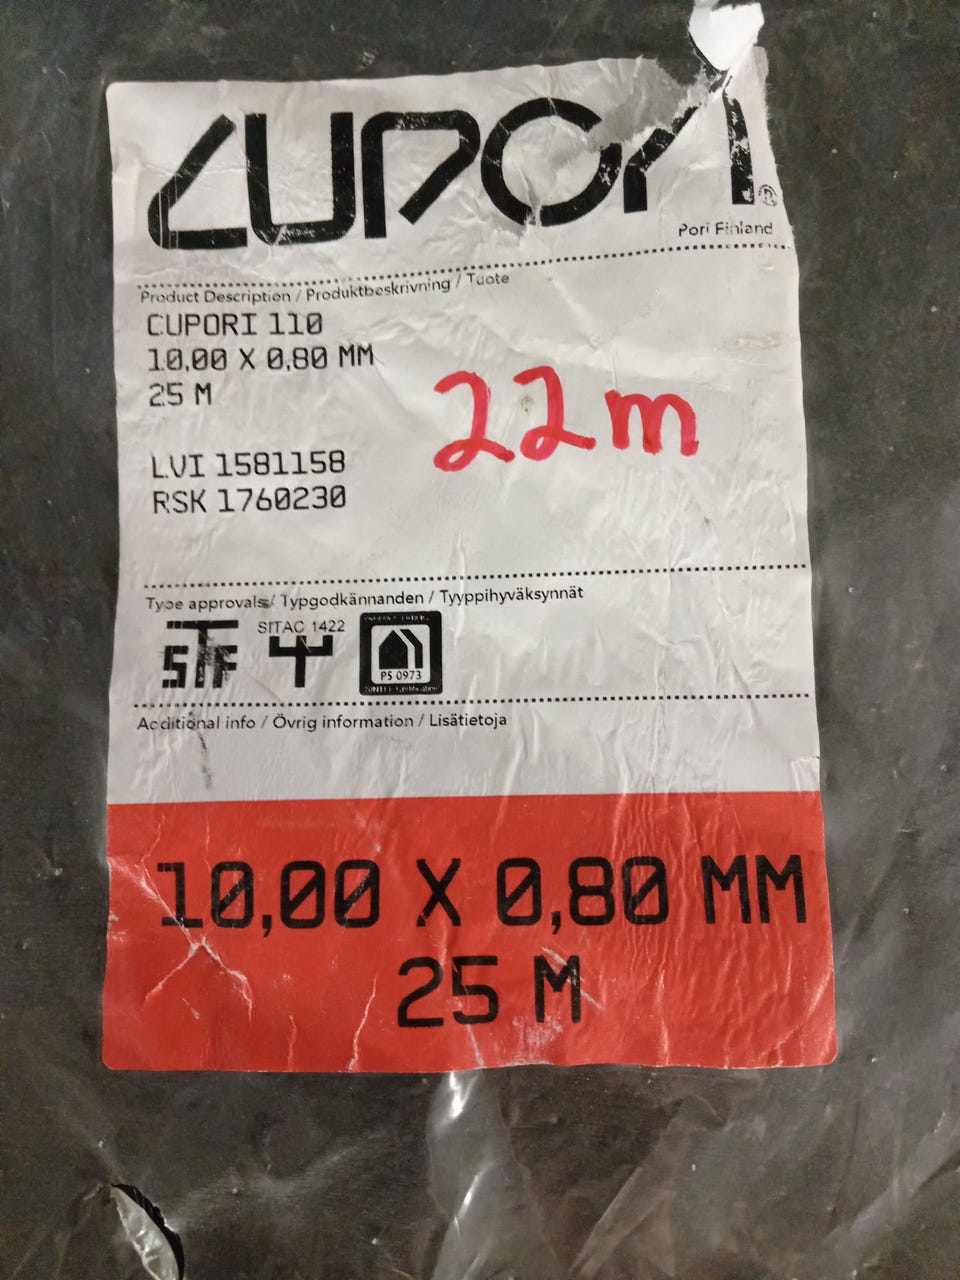 CUPORI
®
Pori Finland
Product Description / Produktbeskrivning / Tuote
CUPORI 110
10,00 X 0,80 MM
25 M
22m
LVI 1581158
RSK 1760230
Type approvals / Typgodkännanden / Tyyppihyväksynnät
STF
SITAC 1422
PS 0973
Additional info / Övrig information / Lisätietoja
10,00 X 0,80 MM
25 M